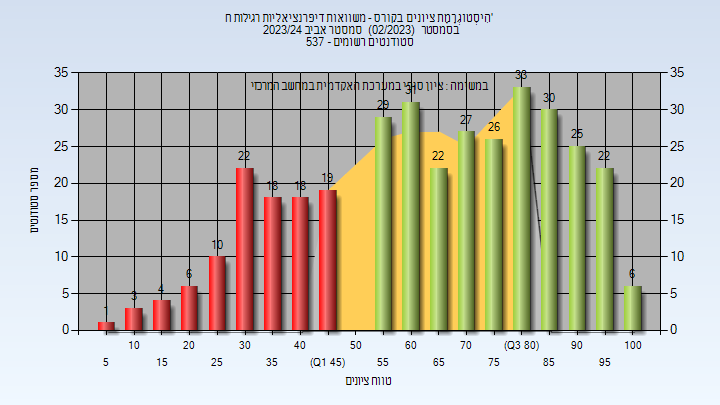 הִיסְטוֹגְרָמַת ציונים בקורס - משוואות דיפרנציאליות רגילות ח'
בסמסטר (02/2023) סמסטר אביב 2023/24
סטודנטים רשומים - 537
במשימה : ציון סופי במערכת האקדמית במחשב המרכזי
מספר סטודנטים
35 30 25 20 15 10 5 0
1 3 4 6 10 22 18 18 19 29 31 22 27 26 33 30 25 22 6
35 30 25 20 15 10 5 0
10 20 30 40 50 60 70 (Q3 80) 90 100
5 15 25 35 (Q1 45) 55 65 75 85 95
טווח ציונים